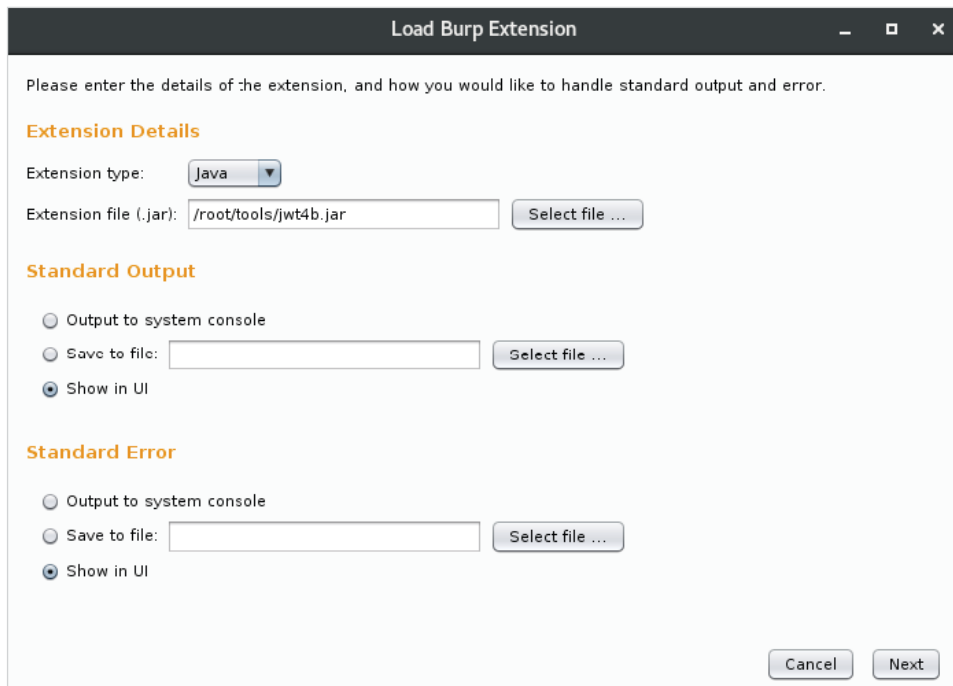 Load Burp Extension
Please enter the details of the extension, and how you would like to handle standard output and error.
Extension Details
Extension type: Java
Extension file (.jar): /root/tools/jwt4b.jar Select file ...
Standard Output
Output to system console
Save to file: Select file ...
Show in UI
Standard Error
Output to system console
Save to file: Select file ...
Show in UI
Cancel Next